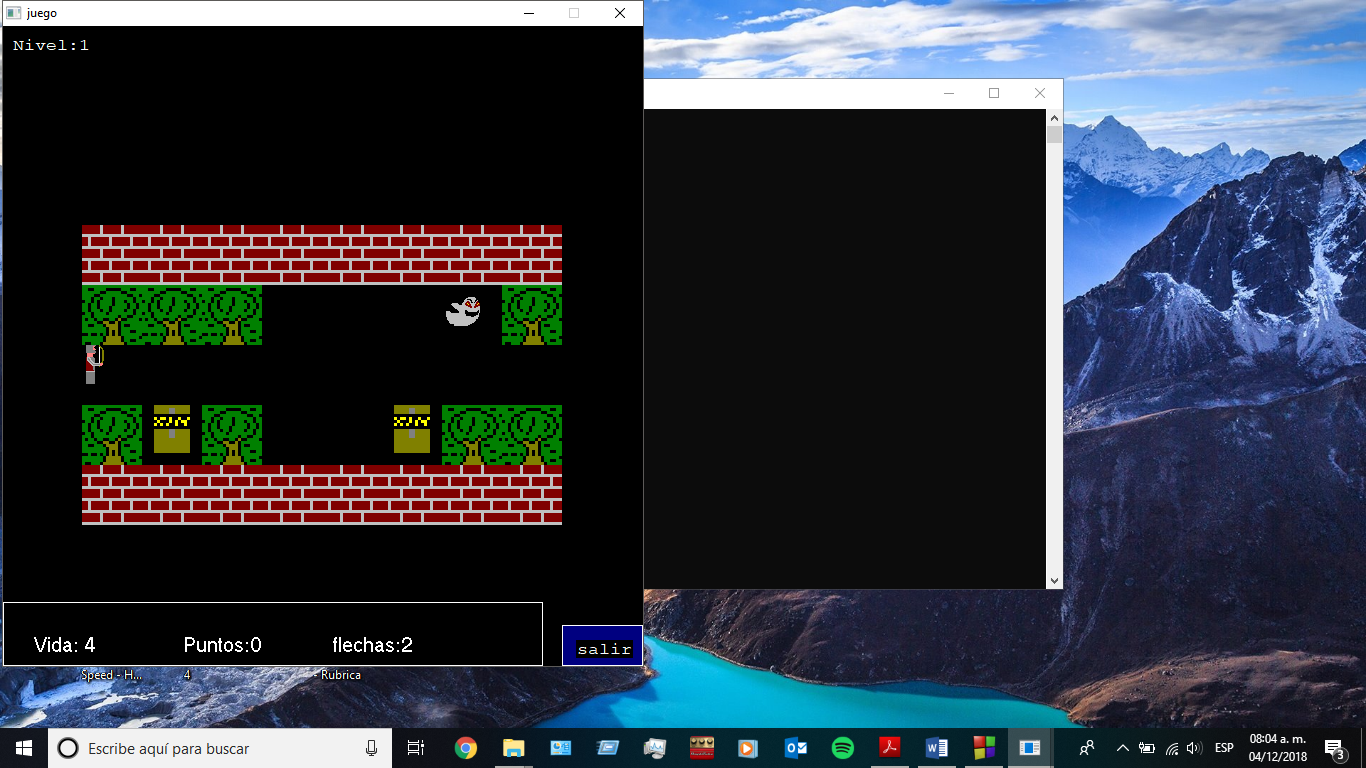 juego
Nivel:1
Vida: 4 Puntos:0 flechas:2
salir
Speed - H... 4 - Rubrica
Escribe aquí para buscar
ESP
08:04 a. m.
04/12/2018
3